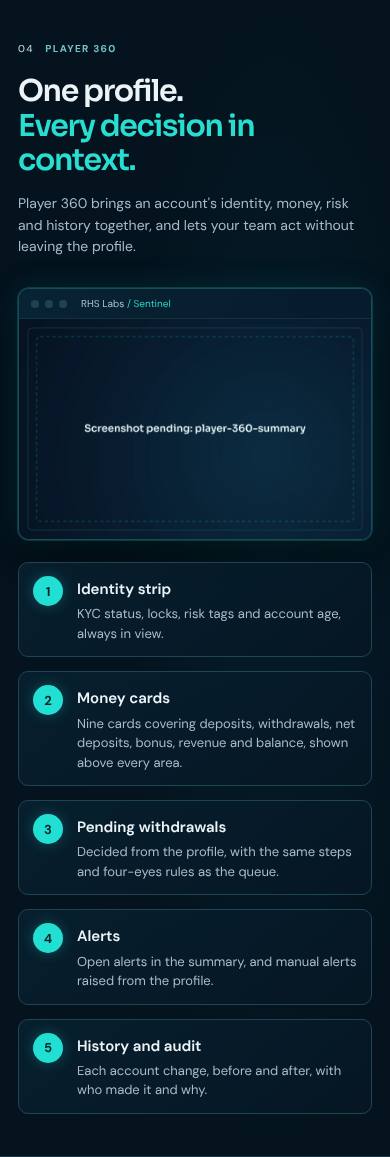 04 PLAYER 360
One profile.
Every decision in
context.
Player 360 brings an account's identity, money, risk
and history together, and lets your team act without
leaving the profile.
RHS Labs / Sentinel
Screenshot pending: player-360-summary
1 Identity strip
KYC status, locks, risk tags and account age,
always in view.
2 Money cards
Nine cards covering deposits, withdrawals, net
deposits, bonus, revenue and balance, shown
above every area.
3 Pending withdrawals
Decided from the profile, with the same steps
and four-eyes rules as the queue.
4 Alerts
Open alerts in the summary, and manual alerts
raised from the profile.
5 History and audit
Each account change, before and after, with
who made it and why.